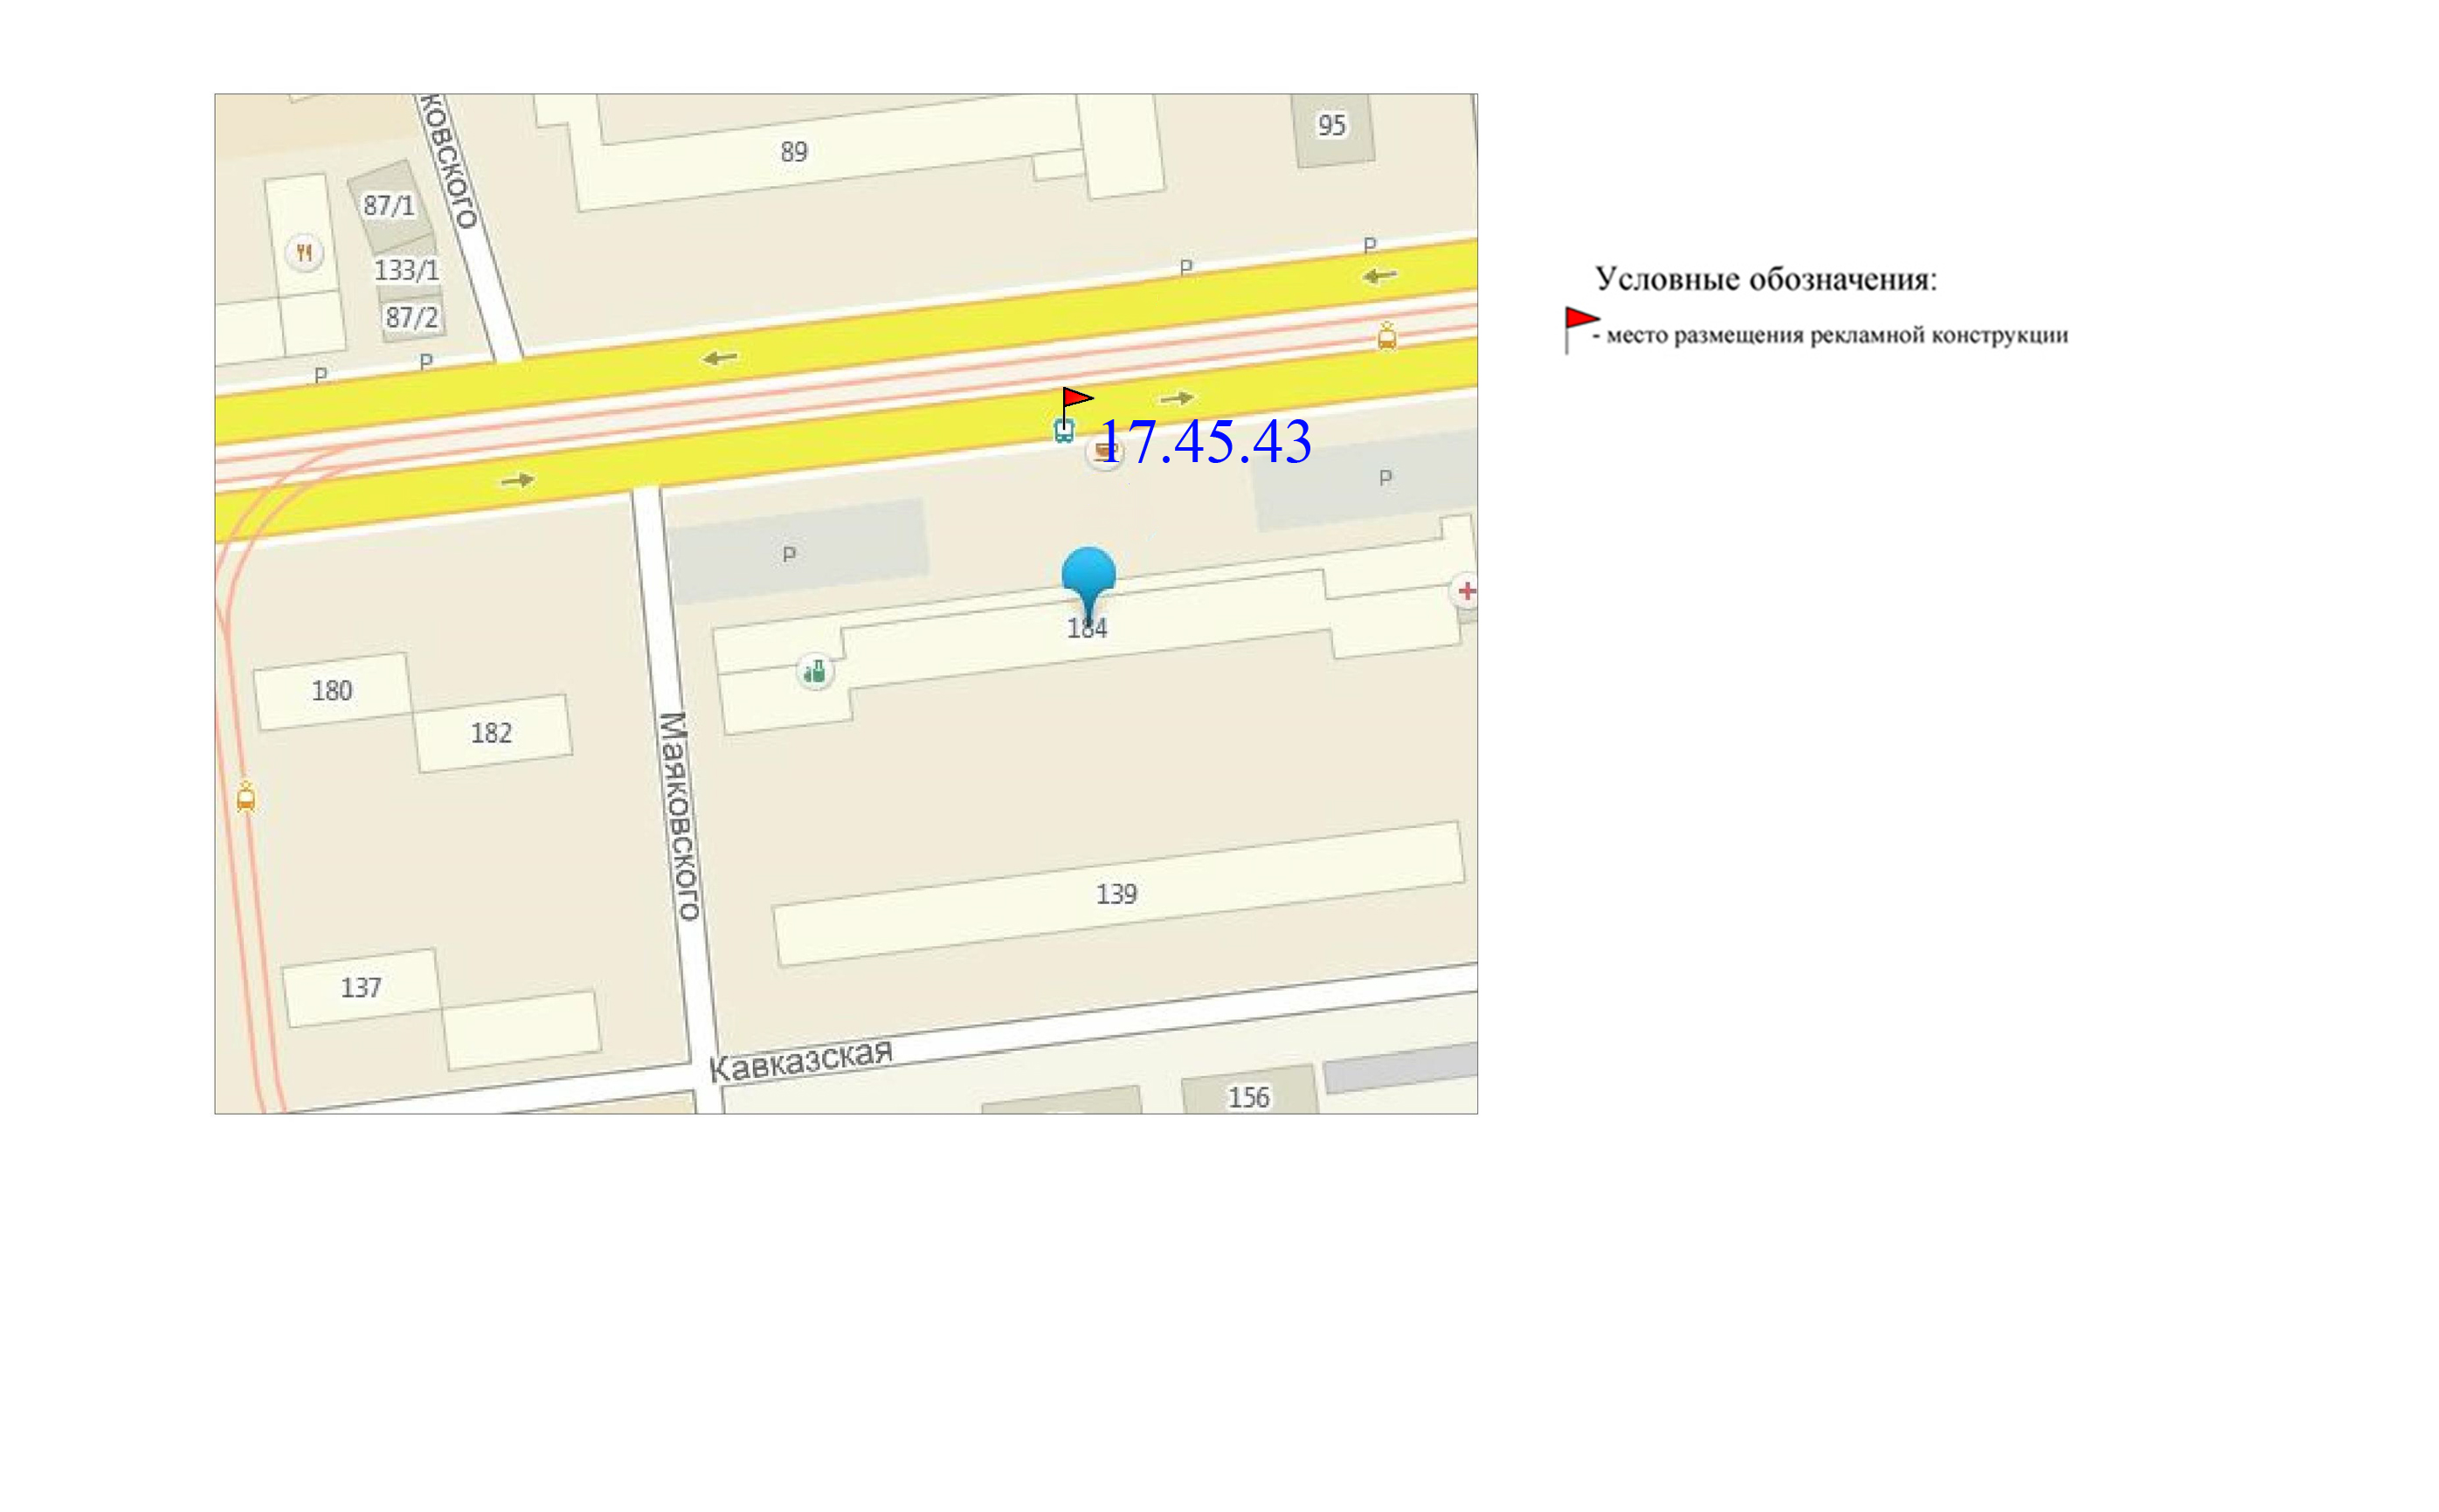 ковского
89
95
87/1
133/1
87/2
P
P
P
P
17.45.43
P
P
184
180
182
Маяковского
139
137
Кавказская
156
Условные обозначения:
- место размещения рекламной конструкции